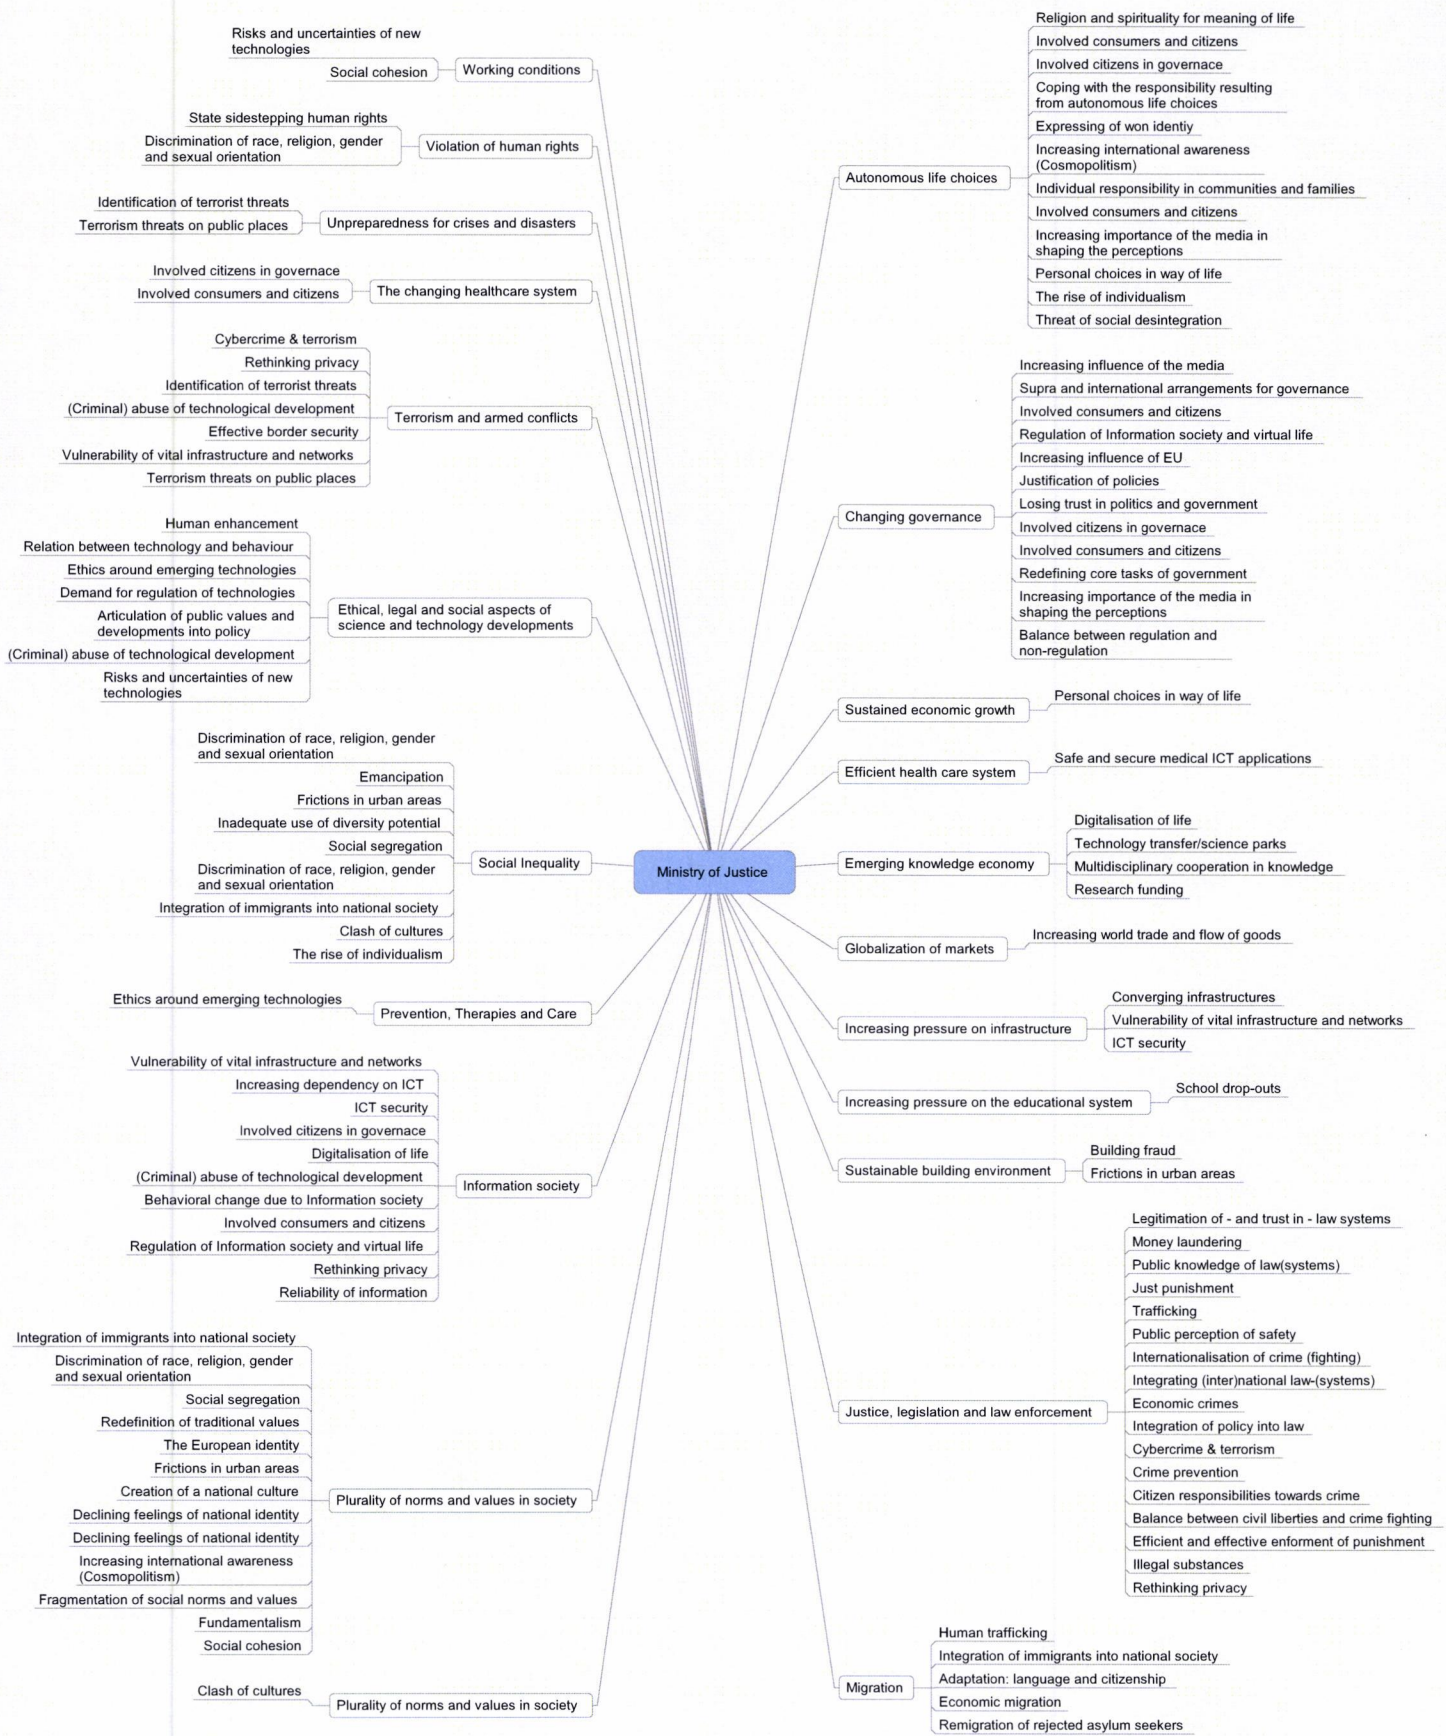 Risks and uncertainties of new
technologies
Social cohesion
Working conditions
State sidestepping human rights
Discrimination of race, religion, gender
and sexual orientation
Violation of human rights
Identification of terrorist threats
Terrorism threats on public places
Unpreparedness for crises and disasters
Involved citizens in governace
Involved consumers and citizens
The changing healthcare system
Cybercrime & terrorism
Rethinking privacy
Identification of terrorist threats
(Criminal) abuse of technological development
Effective border security
Vulnerability of vital infrastructure and networks
Terrorism threats on public places
Terrorism and armed conflicts
Human enhancement
Relation between technology and behaviour
Ethics around emerging technologies
Demand for regulation of technologies
Articulation of public values and
developments into policy
(Criminal) abuse of technological development
Risks and uncertainties of new
technologies
Ethical, legal and social aspects of
science and technology developments
Discrimination of race, religion, gender
and sexual orientation
Emancipation
Frictions in urban areas
Inadequate use of diversity potential
Social segregation
Discrimination of race, religion, gender
and sexual orientation
Integration of immigrants into national society
Clash of cultures
The rise of individualism
Social Inequality
Ethics around emerging technologies
Prevention, Therapies and Care
Vulnerability of vital infrastructure and networks
Increasing dependency on ICT
ICT security
Involved citizens in governace
Digitalisation of life
(Criminal) abuse of technological development
Behavioral change due to Information society
Involved consumers and citizens
Regulation of Information society and virtual life
Rethinking privacy
Reliability of information
Information society
Integration of immigrants into national society
Discrimination of race, religion, gender
and sexual orientation
Social segregation
Redefinition of traditional values
The European identity
Frictions in urban areas
Creation of a national culture
Declining feelings of national identity
Declining feelings of national identity
Increasing international awareness
(Cosmopolitism)
Fragmentation of social norms and values
Fundamentalism
Social cohesion
Plurality of norms and values in society
Clash of cultures
Plurality of norms and values in society
Ministry of Justice
Autonomous life choices
Religion and spirituality for meaning of life
Involved consumers and citizens
Involved citizens in governace
Coping with the responsibility resulting
from autonomous life choices
Expressing of won identiy
Increasing international awareness
(Cosmopolitism)
Individual responsibility in communities and families
Involved consumers and citizens
Increasing importance of the media in
shaping the perceptions
Personal choices in way of life
The rise of individualism
Threat of social desintegration
Changing governance
Increasing influence of the media
Supra and international arrangements for governance
Involved consumers and citizens
Regulation of Information society and virtual life
Increasing influence of EU
Justification of policies
Losing trust in politics and government
Involved citizens in governace
Involved consumers and citizens
Redefining core tasks of government
Increasing importance of the media in
shaping the perceptions
Balance between regulation and
non-regulation
Sustained economic growth
Personal choices in way of life
Efficient health care system
Safe and secure medical ICT applications
Emerging knowledge economy
Digitalisation of life
Technology transfer/science parks
Multidisciplinary cooperation in knowledge
Research funding
Globalization of markets
Increasing world trade and flow of goods
Increasing pressure on infrastructure
Converging infrastructures
Vulnerability of vital infrastructure and networks
ICT security
Increasing pressure on the educational system
School drop-outs
Sustainable building environment
Building fraud
Frictions in urban areas
Justice, legislation and law enforcement
Legitimation of - and trust in - law systems
Money laundering
Public knowledge of law(systems)
Just punishment
Trafficking
Public perception of safety
Internationalisation of crime (fighting)
Integrating (inter)national law-(systems)
Economic crimes
Integration of policy into law
Cybercrime & terrorism
Crime prevention
Citizen responsibilities towards crime
Balance between civil liberties and crime fighting
Efficient and effective enforment of punishment
Illegal substances
Rethinking privacy
Migration
Human trafficking
Integration of immigrants into national society
Adaptation: language and citizenship
Economic migration
Remigration of rejected asylum seekers